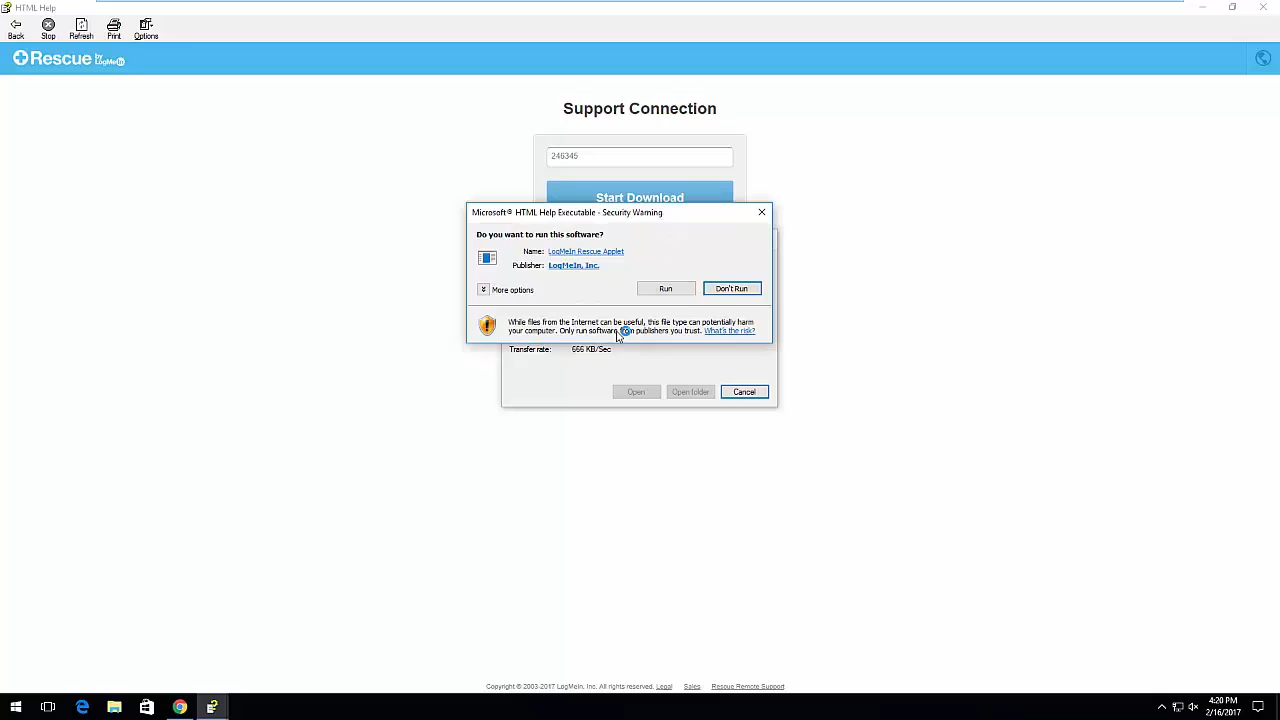 HTML Help
Back Stop Refresh Print Options
Rescue by LogMeIn
Support Connection
246345
Start Download
Microsoft® HTML Help Executable - Security Warning
Do you want to run this software?
Name: LogMeIn Rescue Applet
Publisher: LogMeIn, Inc.
More options Run Don't Run
While files from the Internet can be useful, this file type can potentially harm
your computer. Only run software from publishers you trust. What's the risk?
Transfer rate: 666 KB/Sec
Open Open folder Cancel
Copyright © 2003-2017 LogMeIn, Inc. All rights reserved. Legal Sales Rescue Remote Support
4:20 PM
2/16/2017